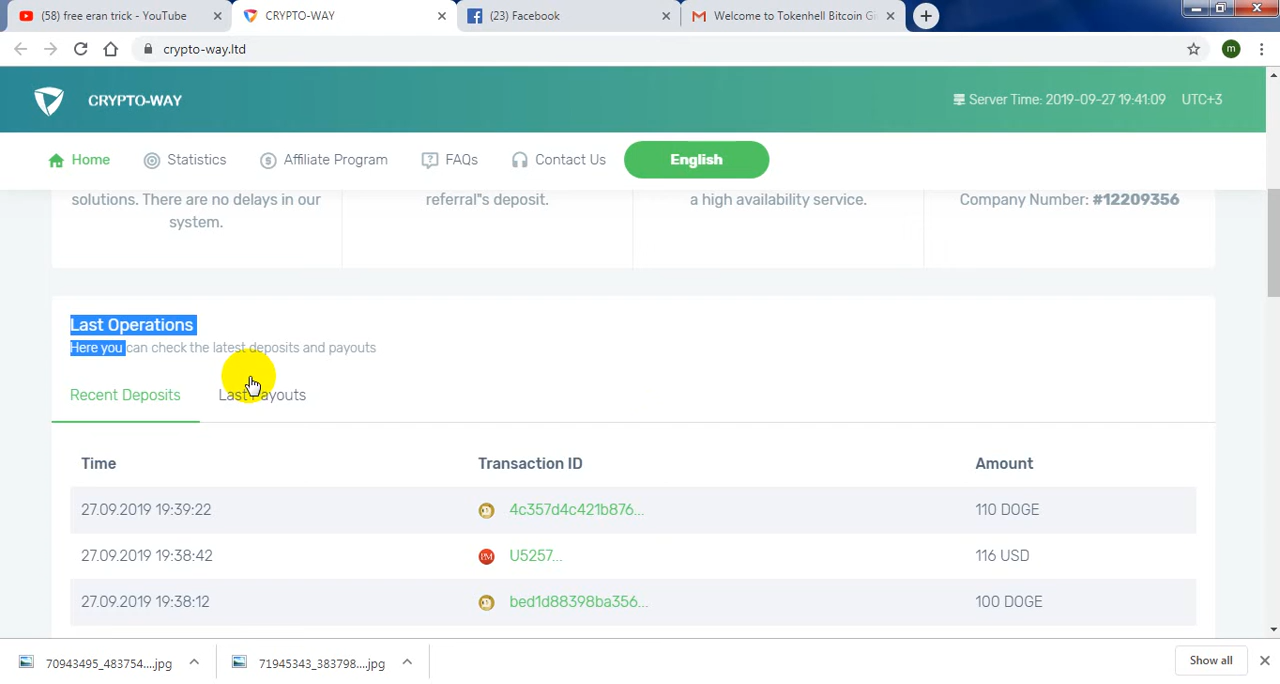 (58) free eran trick - YouTube
CRYPTO-WAY
(23) Facebook
Welcome to Tokenhell Bitcoin Gi
crypto-way.ltd
m
CRYPTO-WAY
Server Time: 2019-09-27 19:41:09 UTC+3
Home
Statistics
Affiliate Program
FAQs
Contact Us
English
solutions. There are no delays in our
system.
referral"s deposit.
a high availability service.
Company Number: #12209356
Last Operations
Here you can check the latest deposits and payouts
Recent Deposits
Last Payouts
Time Transaction ID Amount
27.09.2019 19:39:22 4c357d4c421b876... 110 DOGE
27.09.2019 19:38:42 U5257... 116 USD
27.09.2019 19:38:12 bed1d88398ba356... 100 DOGE
70943495_483754....jpg
71945343_383798....jpg
Show all